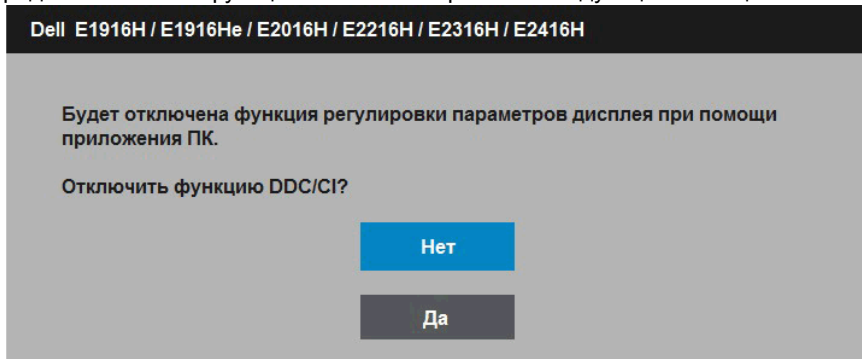 Dell E1916H / E1916He / E2016H / E2216H / E2316H / E2416H
Будет отключена функция регулировки параметров дисплея при помощи
приложения ПК.
Отключить функцию DDC/CI?
Нет
Да